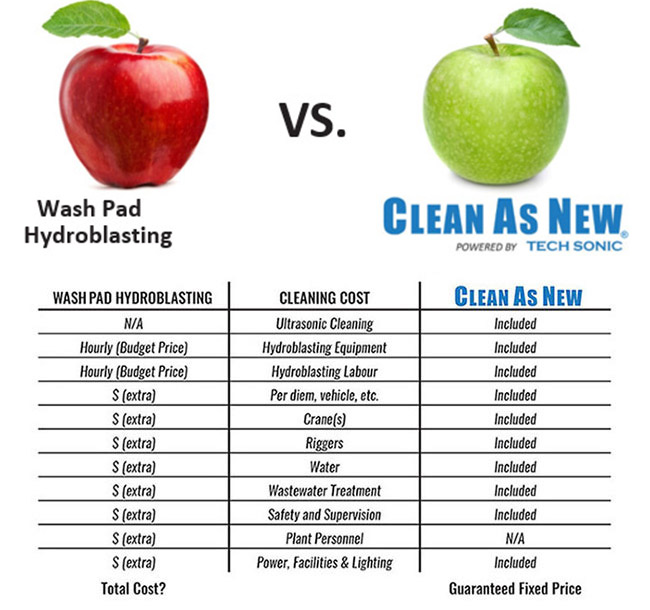 VS.
Wash Pad
Hydroblasting
CLEAN AS NEW®
POWERED BY TECH SONIC
WASH PAD HYDROBLASTING CLEANING COST CLEAN AS NEW
N/A Ultrasonic Cleaning Included
Hourly (Budget Price) Hydroblasting Equipment Included
Hourly (Budget Price) Hydroblasting Labour Included
$ (extra) Per diem, vehicle, etc. Included
$ (extra) Crane(s) Included
$ (extra) Riggers Included
$ (extra) Water Included
$ (extra) Wastewater Treatment Included
$ (extra) Safety and Supervision Included
$ (extra) Plant Personnel N/A
$ (extra) Power, Facilities & Lighting Included
Total Cost? Guaranteed Fixed Price